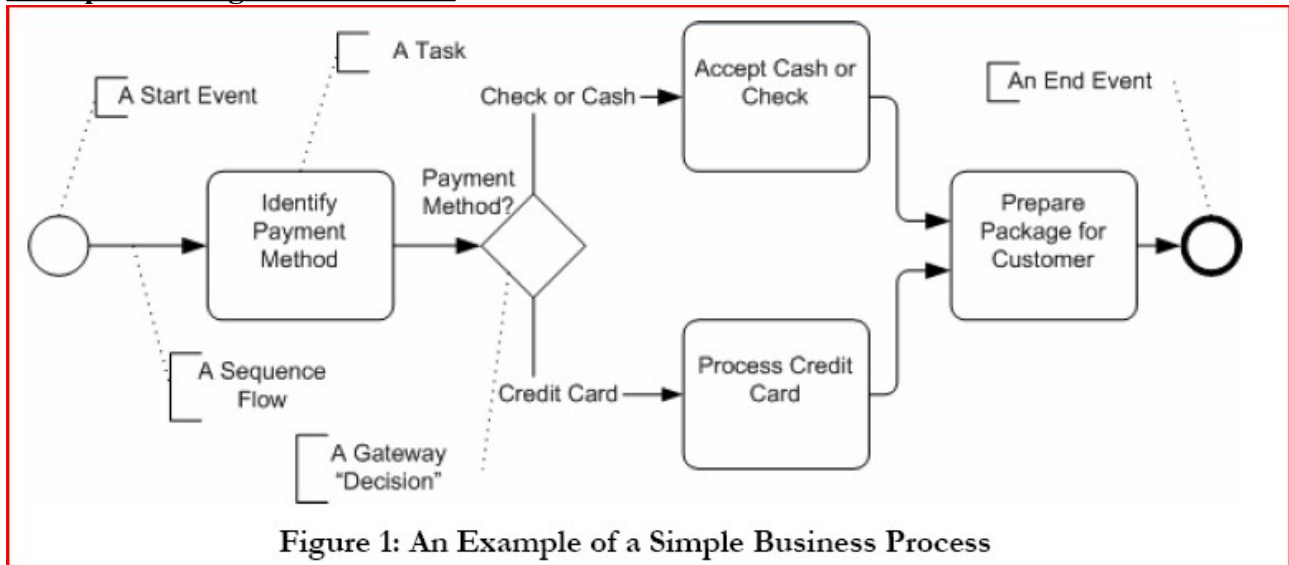 A Start Event
A Task
Check or Cash
Accept Cash or
Check
An End Event
Identify
Payment
Method
Payment
Method?
Prepare
Package for
Customer
A Sequence
Flow
Credit Card
Process Credit
Card
A Gateway
“Decision”
Figure 1: An Example of a Simple Business Process